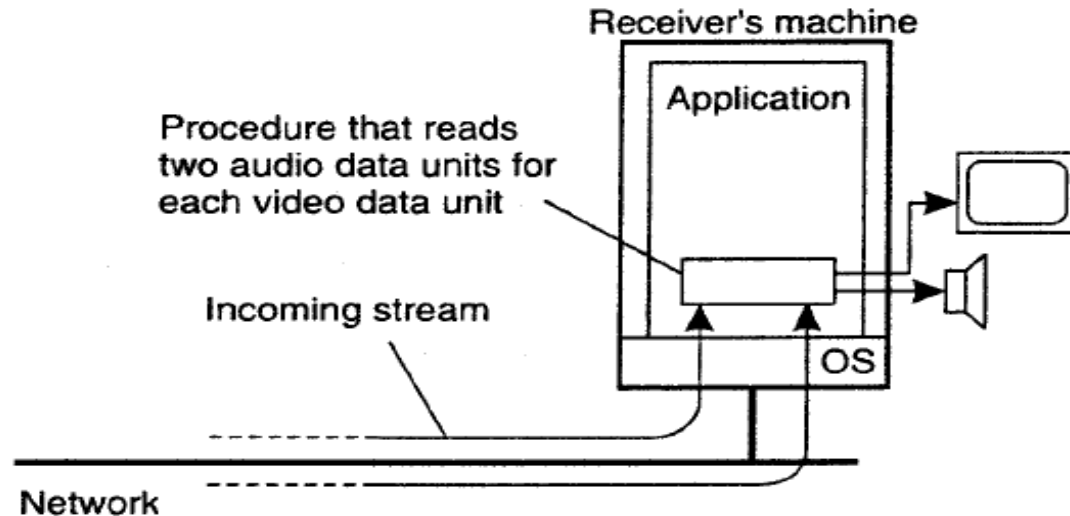 Receiver's machine
Application
Procedure that reads
two audio data units for
each video data unit
Incoming stream
OS
Network